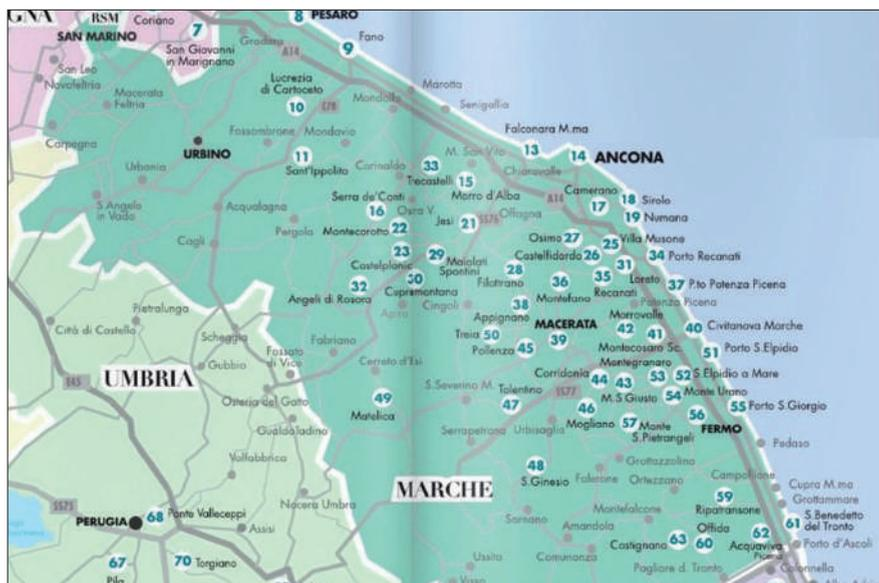 GNA
RSM
Coriano
8
PESARO
SAN MARINO
7
San Giovanni
in Marignano
Gradara
A14
9
Fano
San Leo
Novafeltria
Macerata
Feltria
Lucrezia
di Cartoceto
10
E78
Mondolfo
Marotta
Senigallia
Carpegna
URBINO
Fossombrone
Mondavio
11
Sant'Ippolito
Corinaldo
33
Trecastelli
M. San Vito
Falconara M.ma
13
14
ANCONA
Chiaravalle
Urbania
15
Morro d'Alba
Camerano
17
A14
18
Sirolo
19
Numana
S. Angelo
in Vado
Acqualagna
Serra de'Conti
16
Ostra V.
Jesi
21
SS76
Offagna
Pergola
Montecorotto
22
Cagli
Osimo
27
25
Villa Musone
23
Castelplanio
29
Maiolati
Spontini
Castelfidardo
26
34
Porto Recanati
31
Loreto
28
Filottrano
36
Montefano
35
Recanati
37
P.to Potenza Picena
32
Angeli di Rosora
30
Cupramontana
Apiro
Cingoli
38
Appignano
Potenza Picena
Morrovalle
Pietralunga
Città di Castello
Scheggia
Fabriano
Treia
50
MACERATA
39
42
41
40
Civitanova Marche
Pollenza
45
Montecosaro Sc.
51
Porto S.Elpidio
Montegranaro
Gubbio
Fossato
di Vico
Cerreto d'Esi
Corridonia
44
43
53
52
S.Elpidio a Mare
E45
UMBRIA
S.Severino M.
Tolentino
47
SS77
M.S.Giusto
54
Monte Urano
49
Matelica
46
Mogliano
55
Porto S.Giorgio
56
FERMO
Osteria del Gatto
Gualdo
Tadino
Serrapetrona
Urbisaglia
57
Monte
S.Pietrangeli
Pedaso
Valfabbrica
48
S.Ginesio
Grottazzolina
Falerone
Ortezzano
Campofilone
MARCHE
Nocera Umbra
Cupra M.ma
Grottammare
59
Ripatransone
SS75
PERUGIA
68
Ponte Valleceppi
Assisi
Sarnano
Montefalcone
Amandola
Offida
61
S.Benedetto
del Tronto
62
Acquaviva
Picena
Castignano
63
60
Porto d'Ascoli
67
Pila
70
Torgiano
Ussita
Visso
Comunanza
Pagliare d. Tronto
Colonnella